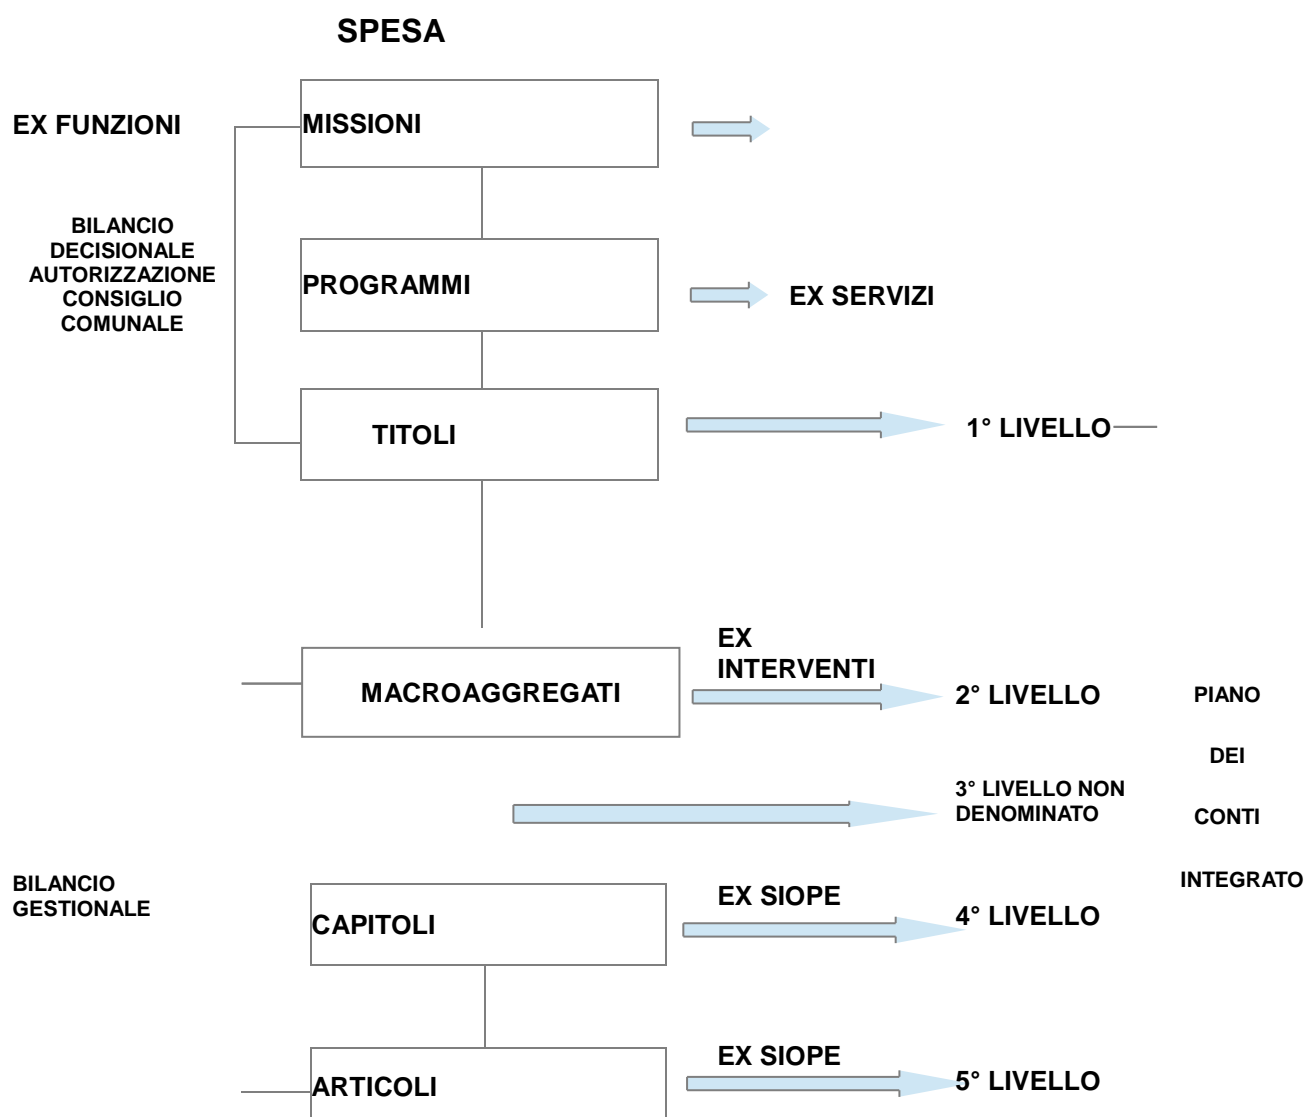 SPESA
EX FUNZIONI
MISSIONI
BILANCIO
DECISIONALE
AUTORIZZAZIONE
CONSIGLIO
COMUNALE
PROGRAMMI
EX SERVIZI
TITOLI
1° LIVELLO
MACROAGGREGATI
EX
INTERVENTI
2° LIVELLO
PIANO
DEI
CONTI
INTEGRATO
3° LIVELLO NON
DENOMINATO
BILANCIO
GESTIONALE
CAPITOLI
EX SIOPE
4° LIVELLO
ARTICOLI
EX SIOPE
5° LIVELLO